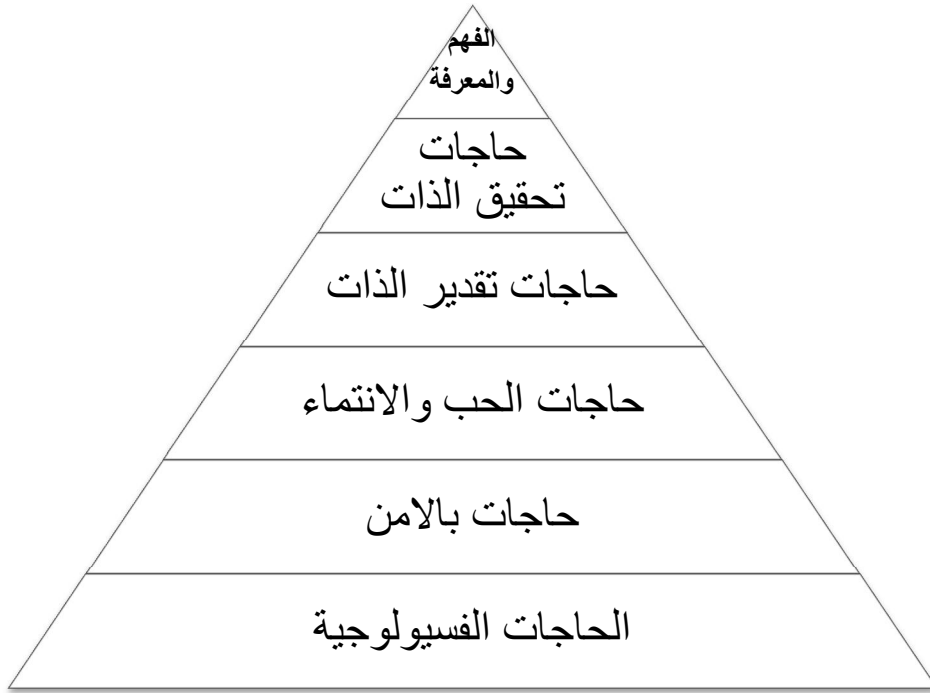 الفهم
والمعرفة
حاجات
تحقيق الذات
حاجات تقدير الذات
حاجات الحب والانتماء
حاجات بالامن
الحاجات الفسيولوجية